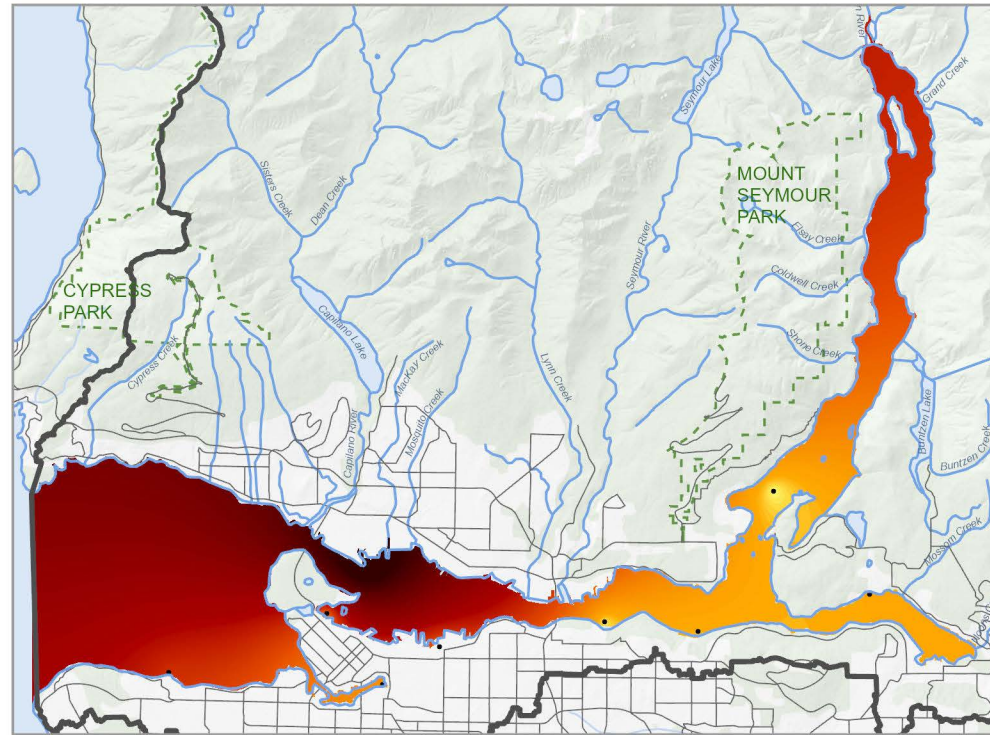 n River
Grand Creek
Seymour Lake
MOUNT
SEYMOUR
PARK
Sisters Creek
Dean Creek
Elsay Creek
Seymour River
Coldwell Creek
CYPRESS
PARK
Capilano Lake
Shone Creek
Cypress Creek
MacKay Creek
Lynn Creek
Mosquito Creek
Buntzen Lake
Capilano River
Buntzen Creek
Mossom Creek